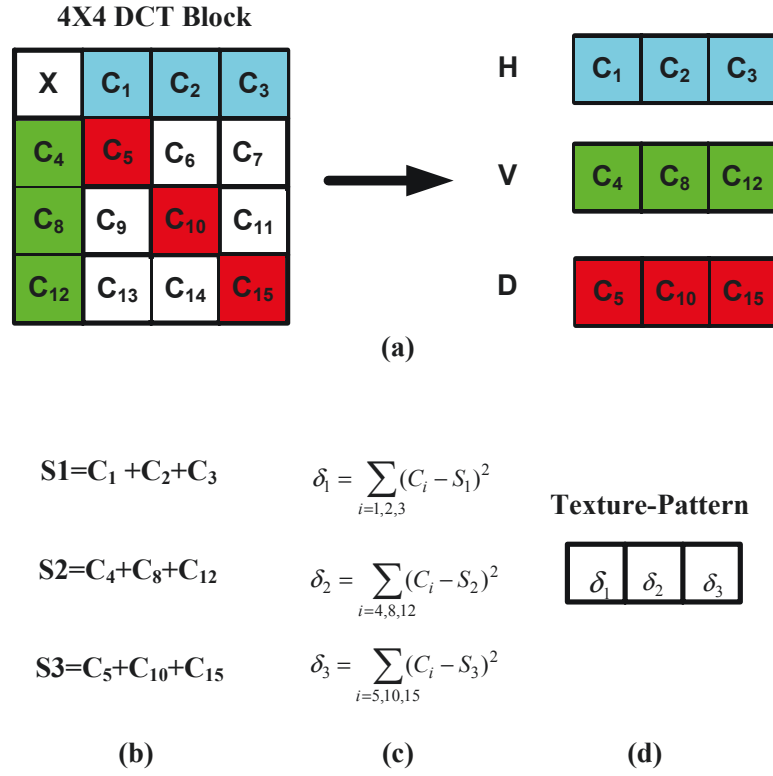 4X4 DCT Block
X C₁ C₂ C₃
C₄ C₅ C₆ C₇
C₈ C₉ C₁₀ C₁₁
C₁₂ C₁₃ C₁₄ C₁₅
H C₁ C₂ C₃
V C₄ C₈ C₁₂
D C₅ C₁₀ C₁₅
(a)
S1=C₁ +C₂+C₃
S2=C₄+C₈+C₁₂
S3=C₅+C₁₀+C₁₅
(b)
δ₁ = ∑ (Cᵢ – S₁)²
i=1,2,3
δ₂ = ∑ (Cᵢ – S₂)²
i=4,8,12
δ₃ = ∑ (Cᵢ – S₃)²
i=5,10,15
(c)
Texture-Pattern
δ₁ δ₂ δ₃
(d)